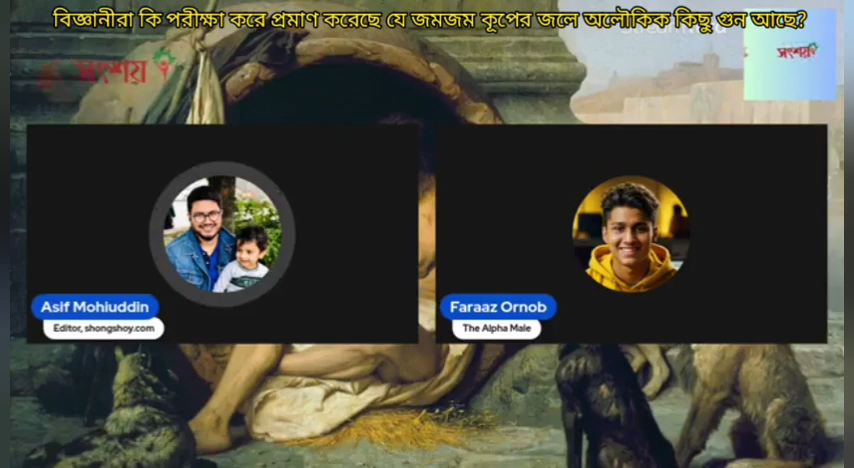 বিজ্ঞানীরা কি পরীক্ষা করে প্রমাণ করেছে যে জমজম কূপের জলে অলৌকিক কিছু গুন আছে?
সংশয়
সংশয়
Asif Mohiuddin
Editor, shongshoy.com
Faraaz Ornob
The Alpha Male